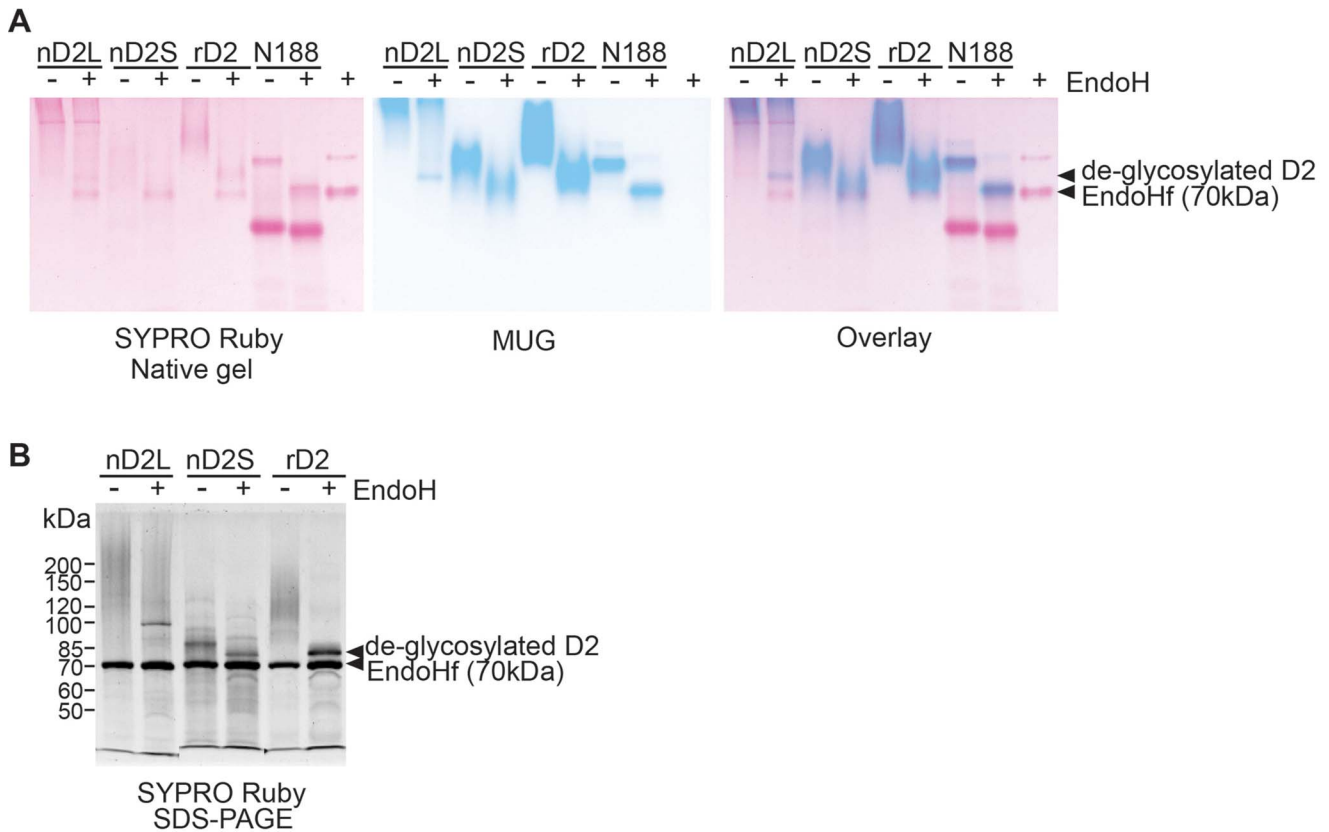 A
nD2L nD2S rD2 N188 nD2L nD2S rD2 N188 nD2L nD2S rD2 N188
- + - + - + - + + - + - + - + - + + - + - + - + - + + EndoH
de-glycosylated D2
EndoHf (70kDa)
SYPRO Ruby
Native gel
MUG
Overlay
B
nD2L nD2S rD2
- + - + - + EndoH
kDa
200
150
120
100
85
70
60
50
de-glycosylated D2
EndoHf (70kDa)
SYPRO Ruby
SDS-PAGE